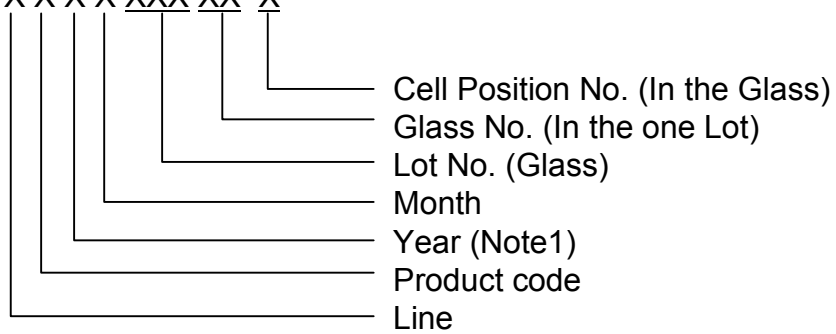 X X X X XXX XX X
Cell Position No. (In the Glass)
Glass No. (In the one Lot)
Lot No. (Glass)
Month
Year (Note1)
Product code
Line